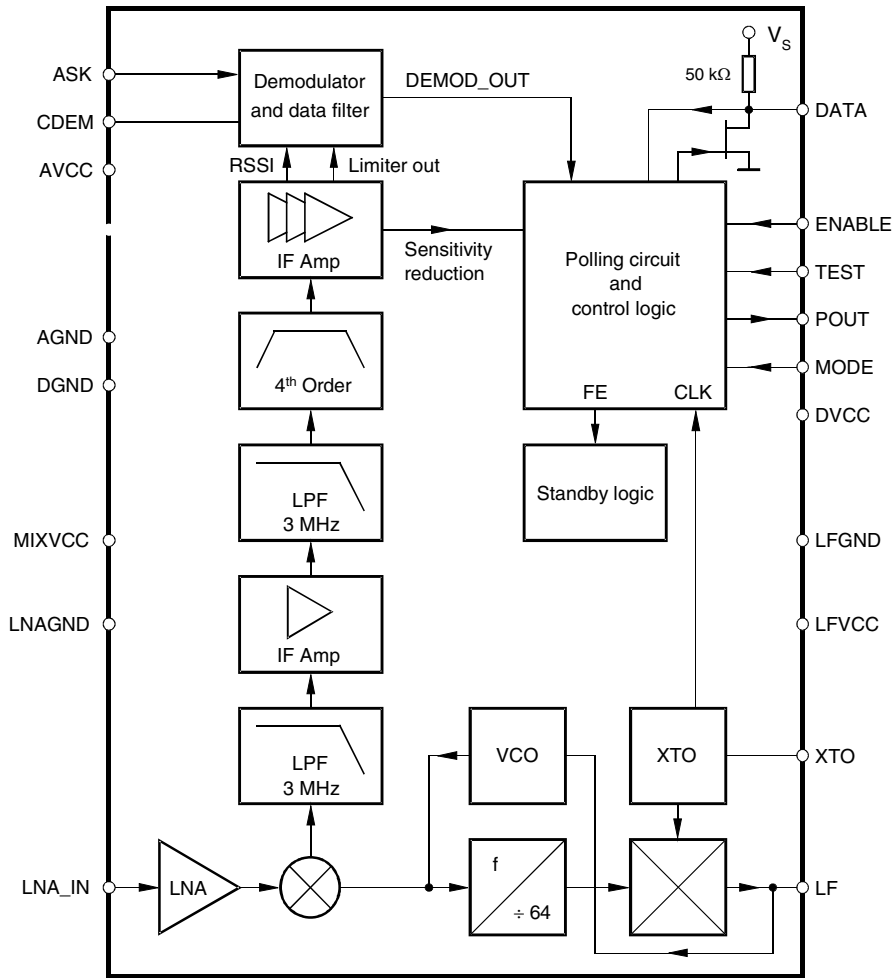 V_S
50 kΩ
ASK
Demodulator
and data filter
DEMOD_OUT
DATA
CDEM
RSSI
Limiter out
AVCC
IF Amp
Sensitivity
reduction
Polling circuit
and
control logic
ENABLE
TEST
POUT
MODE
FE
CLK
AGND
DGND
4th Order
DVCC
LPF
3 MHz
Standby logic
MIXVCC
LFGND
LNAGND
IF Amp
LFVCC
LPF
3 MHz
VCO
XTO
XTO
LNA_IN
LNA
f
÷ 64
LF